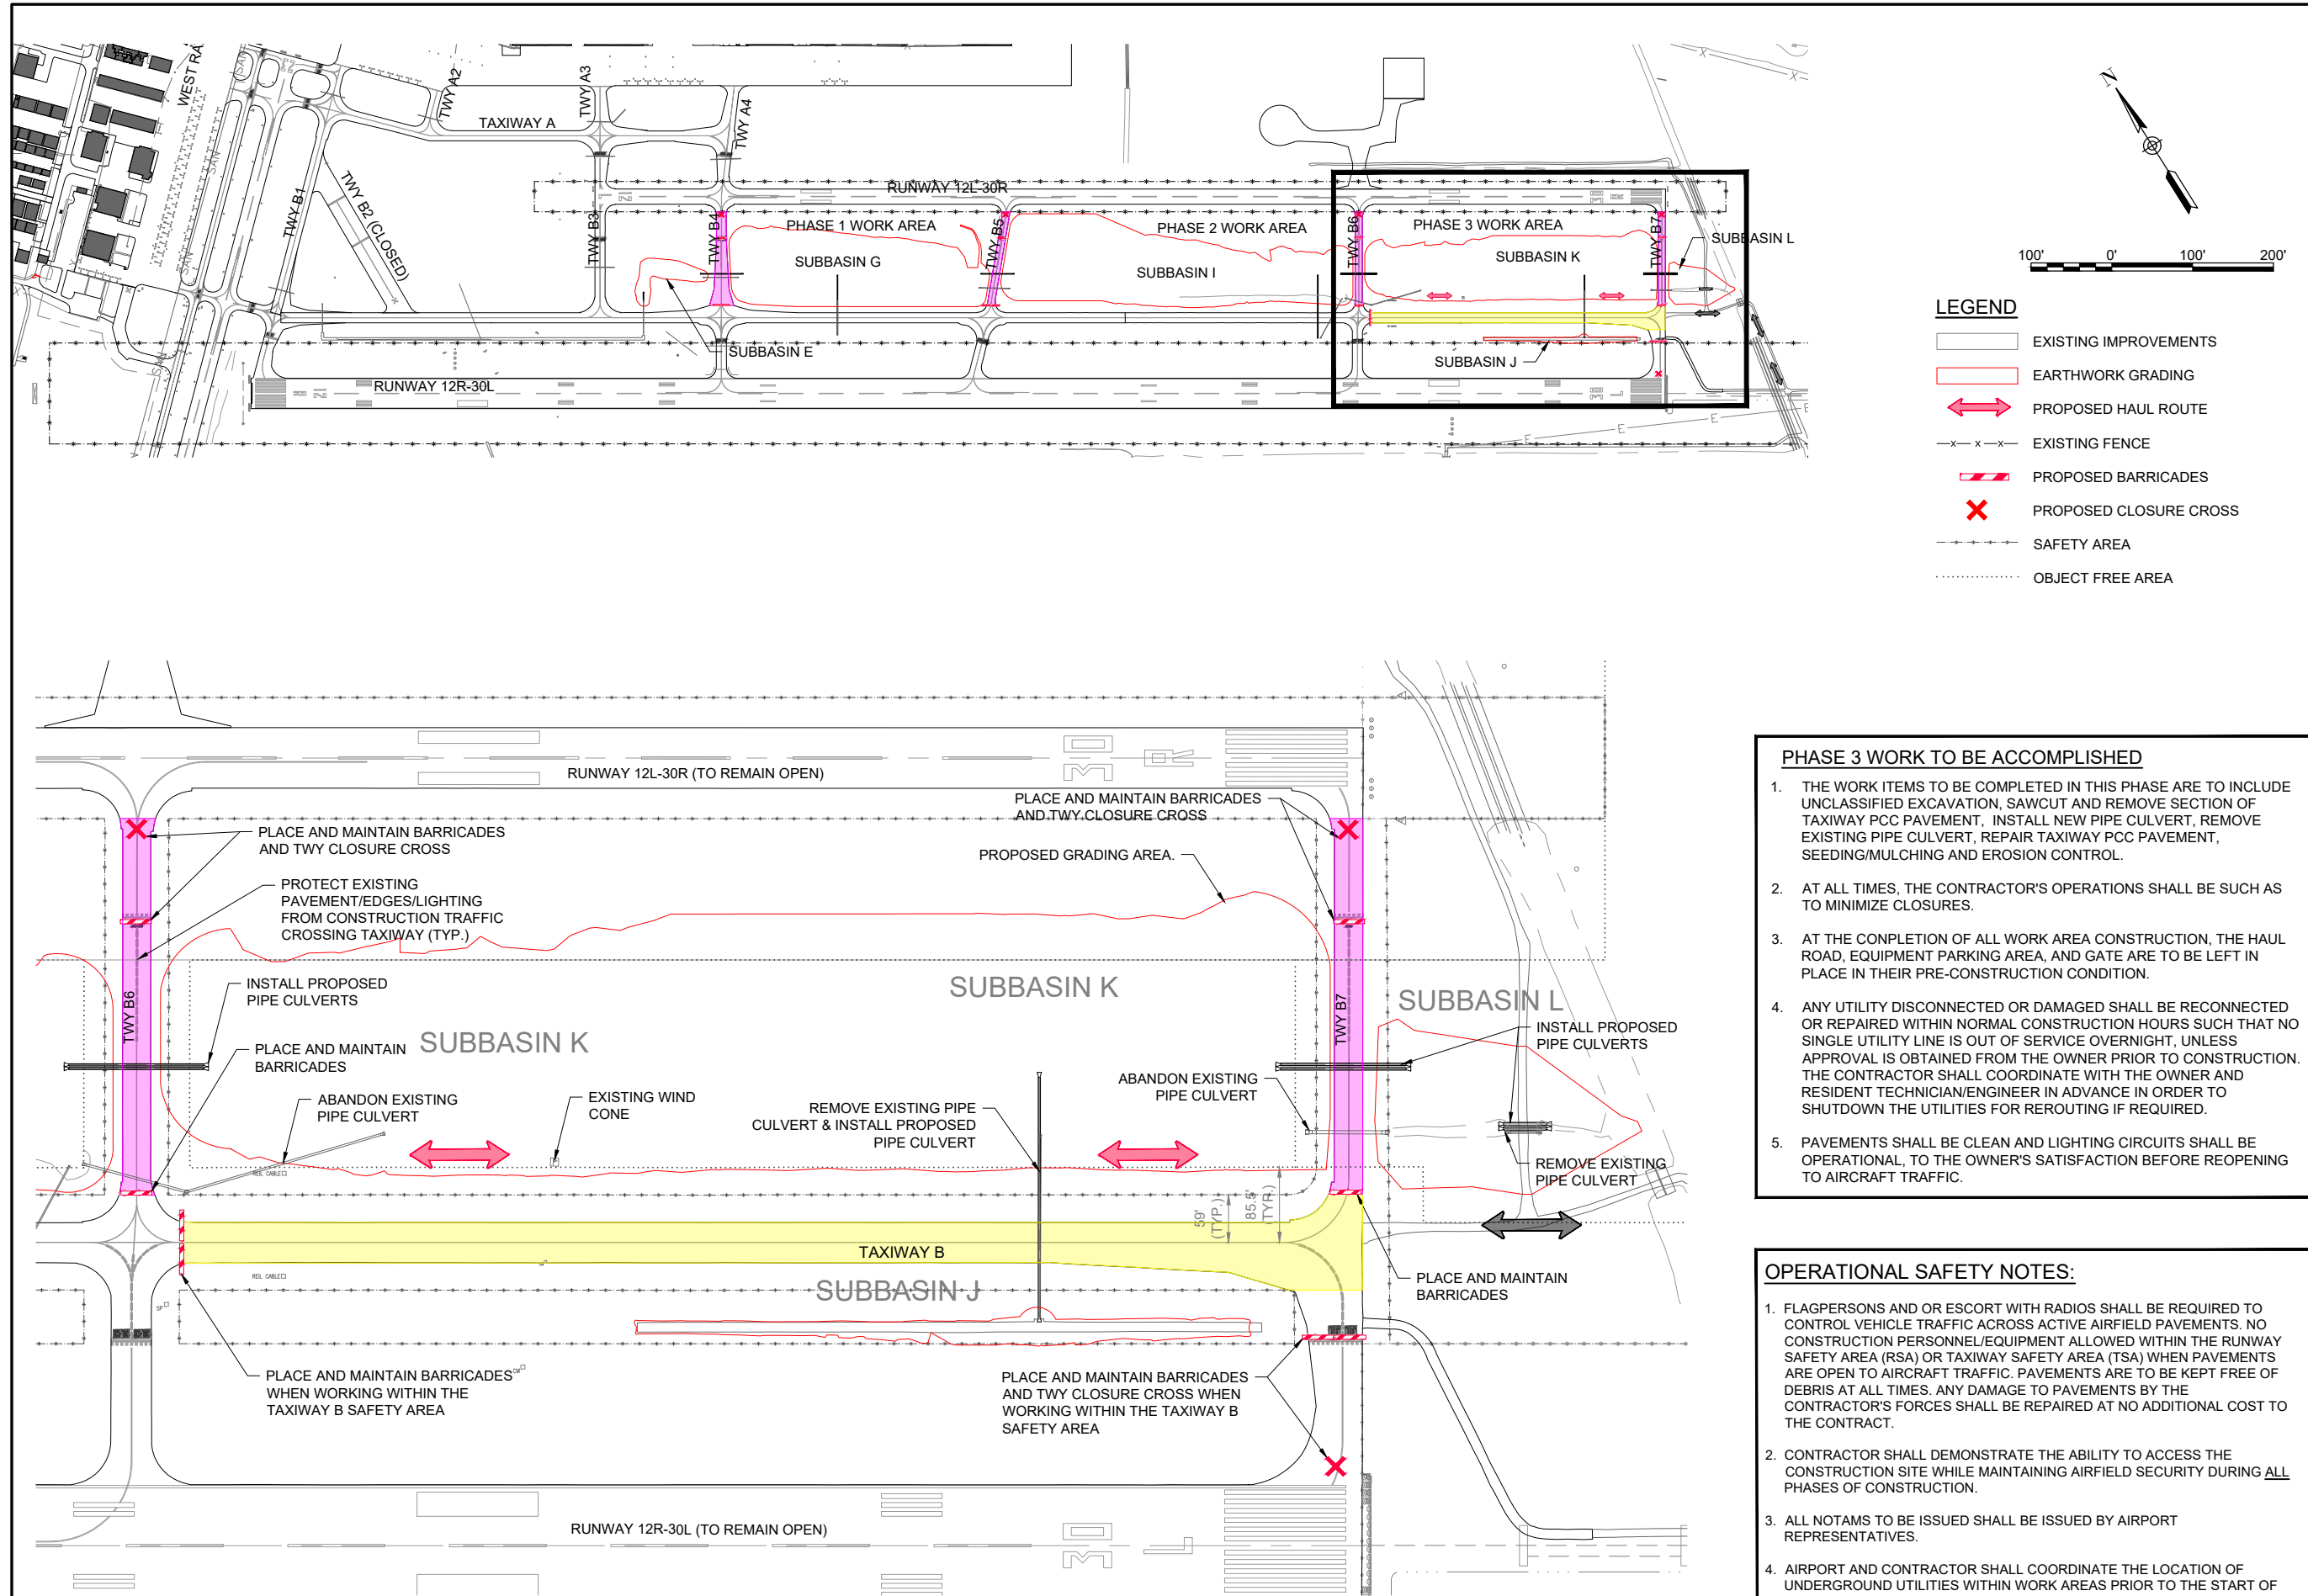 WEST RA
SAN
SAN
SAN
SAN
TWY A2
TWY A3
TWY A4
TAXIWAY A
TWY B1
TWY B2 (CLOSED)
TWY B3
TWY B4
TWY B5
TWY B6
TWY B7
RUNWAY 12L-30R
PHASE 1 WORK AREA
PHASE 2 WORK AREA
PHASE 3 WORK AREA
SUBBASIN L
SUBBASIN G
SUBBASIN I
SUBBASIN K
SUBBASIN E
SUBBASIN J
RUNWAY 12R-30L
E
E
E
E
N
100'
0'
100'
200'
LEGEND
EXISTING IMPROVEMENTS
EARTHWORK GRADING
PROPOSED HAUL ROUTE
x x x
EXISTING FENCE
PROPOSED BARRICADES
PROPOSED CLOSURE CROSS
SAFETY AREA
OBJECT FREE AREA
RUNWAY 12L-30R (TO REMAIN OPEN)
30
R
PLACE AND MAINTAIN BARRICADES
AND TWY CLOSURE CROSS
PLACE AND MAINTAIN BARRICADES
AND TWY CLOSURE CROSS
PROPOSED GRADING AREA.
PROTECT EXISTING
PAVEMENT/EDGES/LIGHTING
FROM CONSTRUCTION TRAFFIC
CROSSING TAXIWAY (TYP.)
TWY B6
INSTALL PROPOSED
PIPE CULVERTS
SUBBASIN K
SUBBASIN K
TWY B7
SUBBASIN L
INSTALL PROPOSED
PIPE CULVERTS
PLACE AND MAINTAIN
BARRICADES
ABANDON EXISTING
PIPE CULVERT
EXISTING WIND
CONE
REMOVE EXISTING PIPE
CULVERT & INSTALL PROPOSED
PIPE CULVERT
ABANDON EXISTING
PIPE CULVERT
REMOVE EXISTING
PIPE CULVERT
REIL CABLE
59'
(TYP.)
85.5'
(TYP.)
TAXIWAY B
REIL CABLE
SUBBASIN J
SP
PLACE AND MAINTAIN
BARRICADES
PLACE AND MAINTAIN BARRICADES
WHEN WORKING WITHIN THE
TAXIWAY B SAFETY AREA
PLACE AND MAINTAIN BARRICADES
AND TWY CLOSURE CROSS WHEN
WORKING WITHIN THE TAXIWAY B
SAFETY AREA
RUNWAY 12R-30L (TO REMAIN OPEN)
30
L
PHASE 3 WORK TO BE ACCOMPLISHED
1. THE WORK ITEMS TO BE COMPLETED IN THIS PHASE ARE TO INCLUDE
UNCLASSIFIED EXCAVATION, SAWCUT AND REMOVE SECTION OF
TAXIWAY PCC PAVEMENT, INSTALL NEW PIPE CULVERT, REMOVE
EXISTING PIPE CULVERT, REPAIR TAXIWAY PCC PAVEMENT,
SEEDING/MULCHING AND EROSION CONTROL.
2. AT ALL TIMES, THE CONTRACTOR'S OPERATIONS SHALL BE SUCH AS
TO MINIMIZE CLOSURES.
3. AT THE CONPLETION OF ALL WORK AREA CONSTRUCTION, THE HAUL
ROAD, EQUIPMENT PARKING AREA, AND GATE ARE TO BE LEFT IN
PLACE IN THEIR PRE-CONSTRUCTION CONDITION.
4. ANY UTILITY DISCONNECTED OR DAMAGED SHALL BE RECONNECTED
OR REPAIRED WITHIN NORMAL CONSTRUCTION HOURS SUCH THAT NO
SINGLE UTILITY LINE IS OUT OF SERVICE OVERNIGHT, UNLESS
APPROVAL IS OBTAINED FROM THE OWNER PRIOR TO CONSTRUCTION.
THE CONTRACTOR SHALL COORDINATE WITH THE OWNER AND
RESIDENT TECHNICIAN/ENGINEER IN ADVANCE IN ORDER TO
SHUTDOWN THE UTILITIES FOR REROUTING IF REQUIRED.
5. PAVEMENTS SHALL BE CLEAN AND LIGHTING CIRCUITS SHALL BE
OPERATIONAL, TO THE OWNER'S SATISFACTION BEFORE REOPENING
TO AIRCRAFT TRAFFIC.
OPERATIONAL SAFETY NOTES:
1. FLAGPERSONS AND OR ESCORT WITH RADIOS SHALL BE REQUIRED TO
CONTROL VEHICLE TRAFFIC ACROSS ACTIVE AIRFIELD PAVEMENTS. NO
CONSTRUCTION PERSONNEL/EQUIPMENT ALLOWED WITHIN THE RUNWAY
SAFETY AREA (RSA) OR TAXIWAY SAFETY AREA (TSA) WHEN PAVEMENTS
ARE OPEN TO AIRCRAFT TRAFFIC. PAVEMENTS ARE TO BE KEPT FREE OF
DEBRIS AT ALL TIMES. ANY DAMAGE TO PAVEMENTS BY THE
CONTRACTOR'S FORCES SHALL BE REPAIRED AT NO ADDITIONAL COST TO
THE CONTRACT.
2. CONTRACTOR SHALL DEMONSTRATE THE ABILITY TO ACCESS THE
CONSTRUCTION SITE WHILE MAINTAINING AIRFIELD SECURITY DURING ALL
PHASES OF CONSTRUCTION.
3. ALL NOTAMS TO BE ISSUED SHALL BE ISSUED BY AIRPORT
REPRESENTATIVES.
4. AIRPORT AND CONTRACTOR SHALL COORDINATE THE LOCATION OF
UNDERGROUND UTILITIES WITHIN WORK AREAS PRIOR TO THE START OF